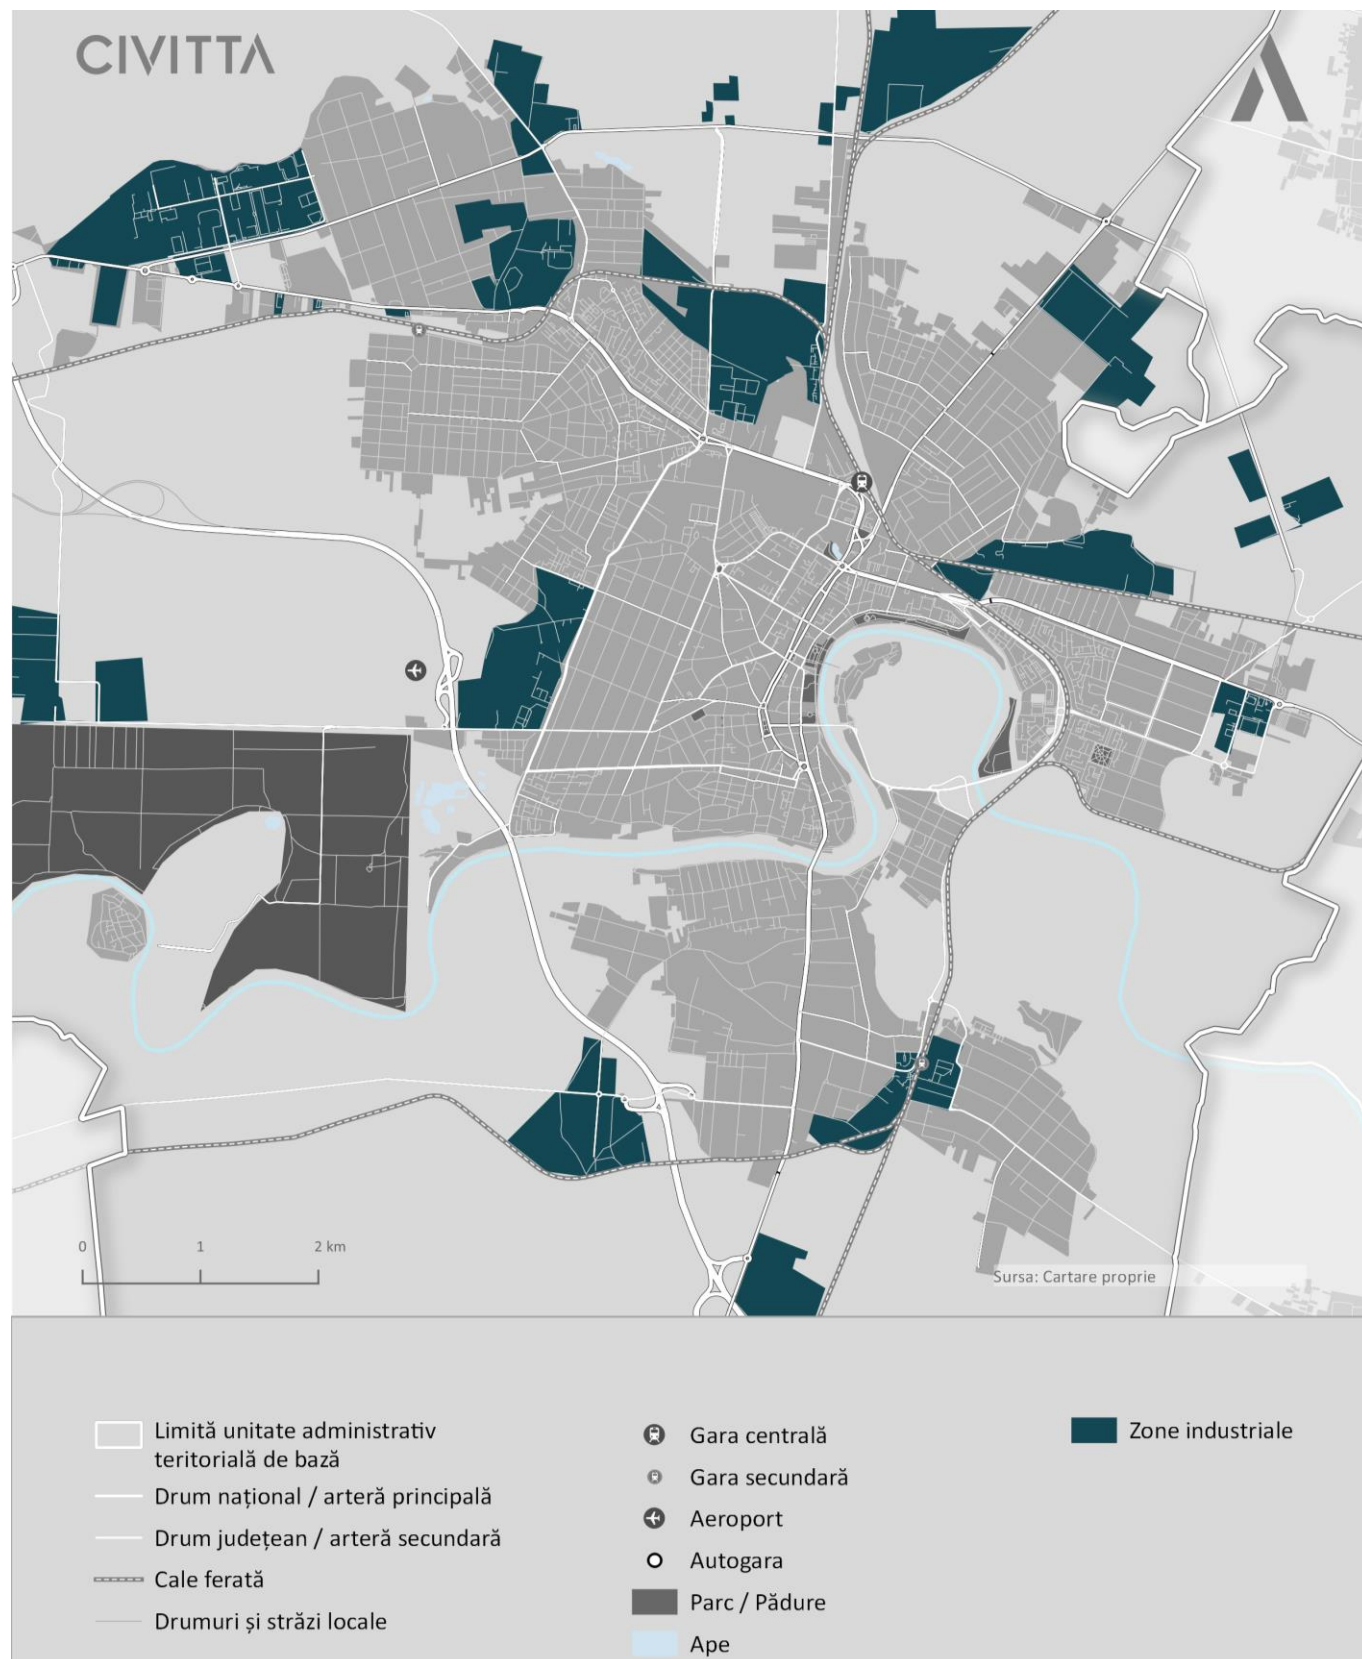 CIVITTA
0 1 2 km
Sursa: Cartare proprie
Limită unitate administrativ
teritorială de bază
Drum național / arteră principală
Drum județean / arteră secundară
Cale ferată
Drumuri și străzi locale
Gara centrală
Gara secundară
Aeroport
Autogara
Parc / Pădure
Ape
Zone industriale